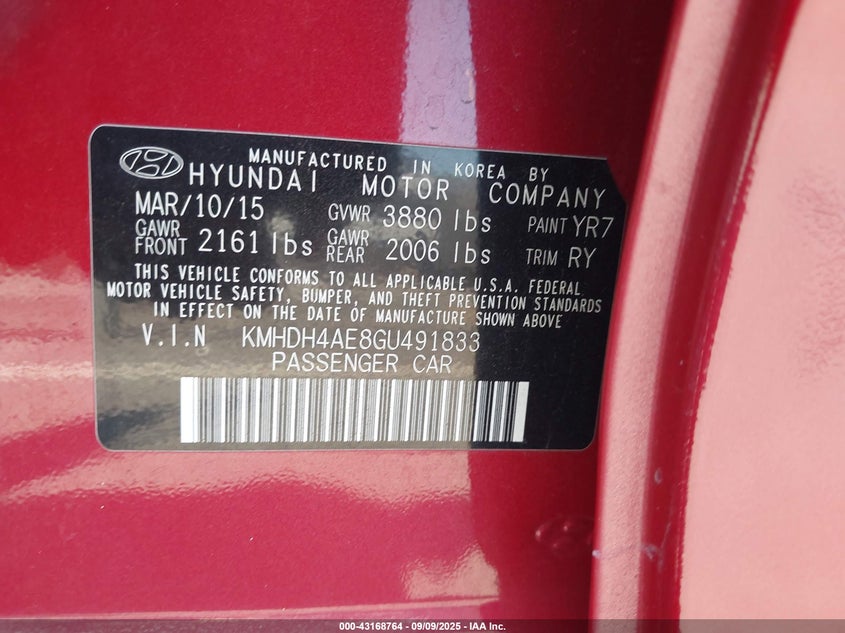 MANUFACTURED IN KOREA BY
HYUNDAI MOTOR COMPANY
MAR/10/15 GVWR 3880 lbs PAINT YR7
GAWR FRONT 2161 lbs GAWR REAR 2006 lbs TRIM RY
THIS VEHICLE CONFORMS TO ALL APPLICABLE U.S.A. FEDERAL
MOTOR VEHICLE SAFETY, BUMPER, AND THEFT PREVENTION STANDARDS
IN EFFECT ON THE DATE OF MANUFACTURE SHOWN ABOVE
V.I.N KMHDH4AE8GU491833
PASSENGER CAR
000-43168764 - 09/09/2025 - IAA Inc.